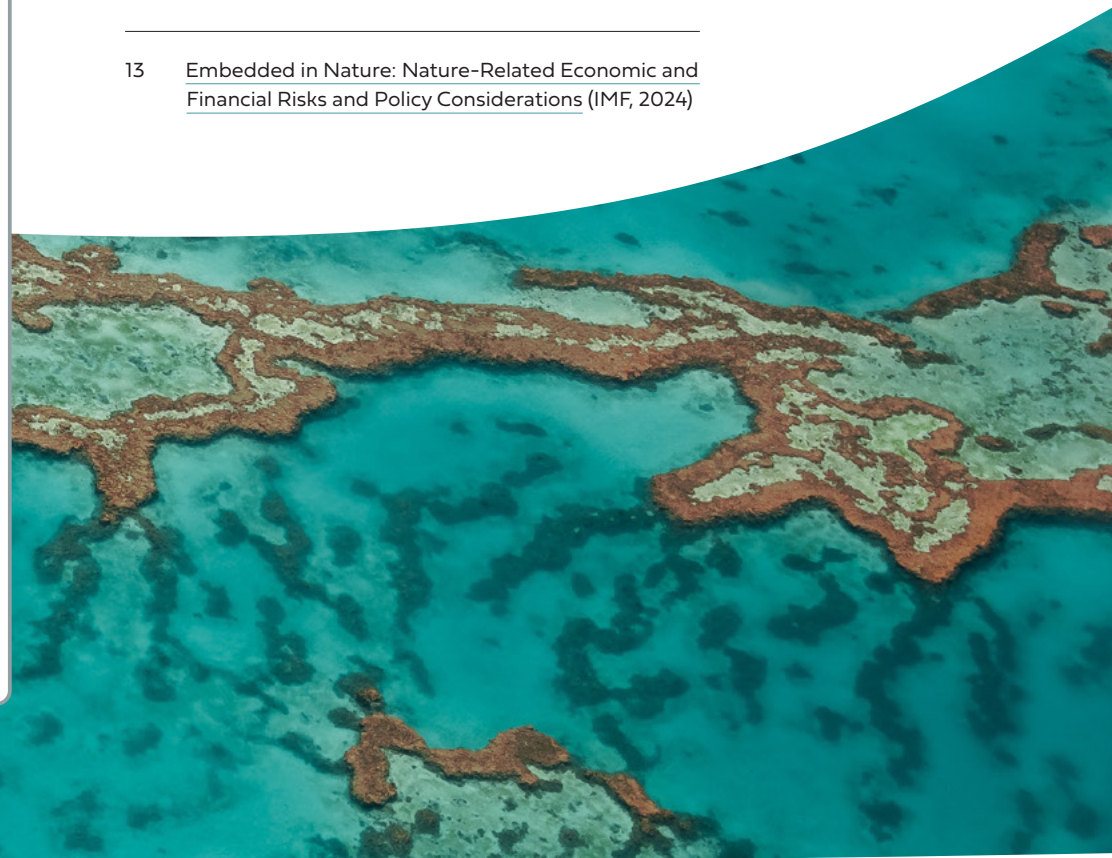 13 Embedded in Nature: Nature-Related Economic and
Financial Risks and Policy Considerations (IMF, 2024)